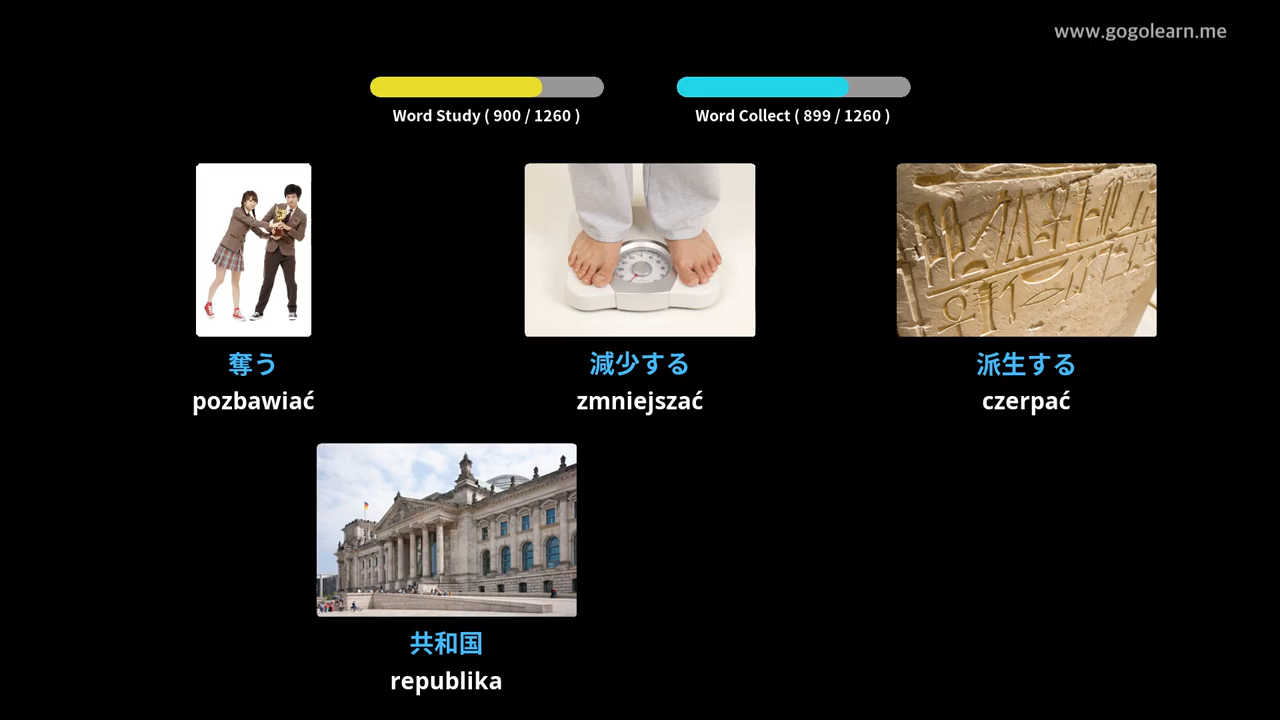 www.gogolearn.me
Word Study ( 900 / 1260 )
Word Collect ( 899 / 1260 )
奪う
pozbawiać
減少する
zmniejszać
派生する
czerpać
共和国
republika